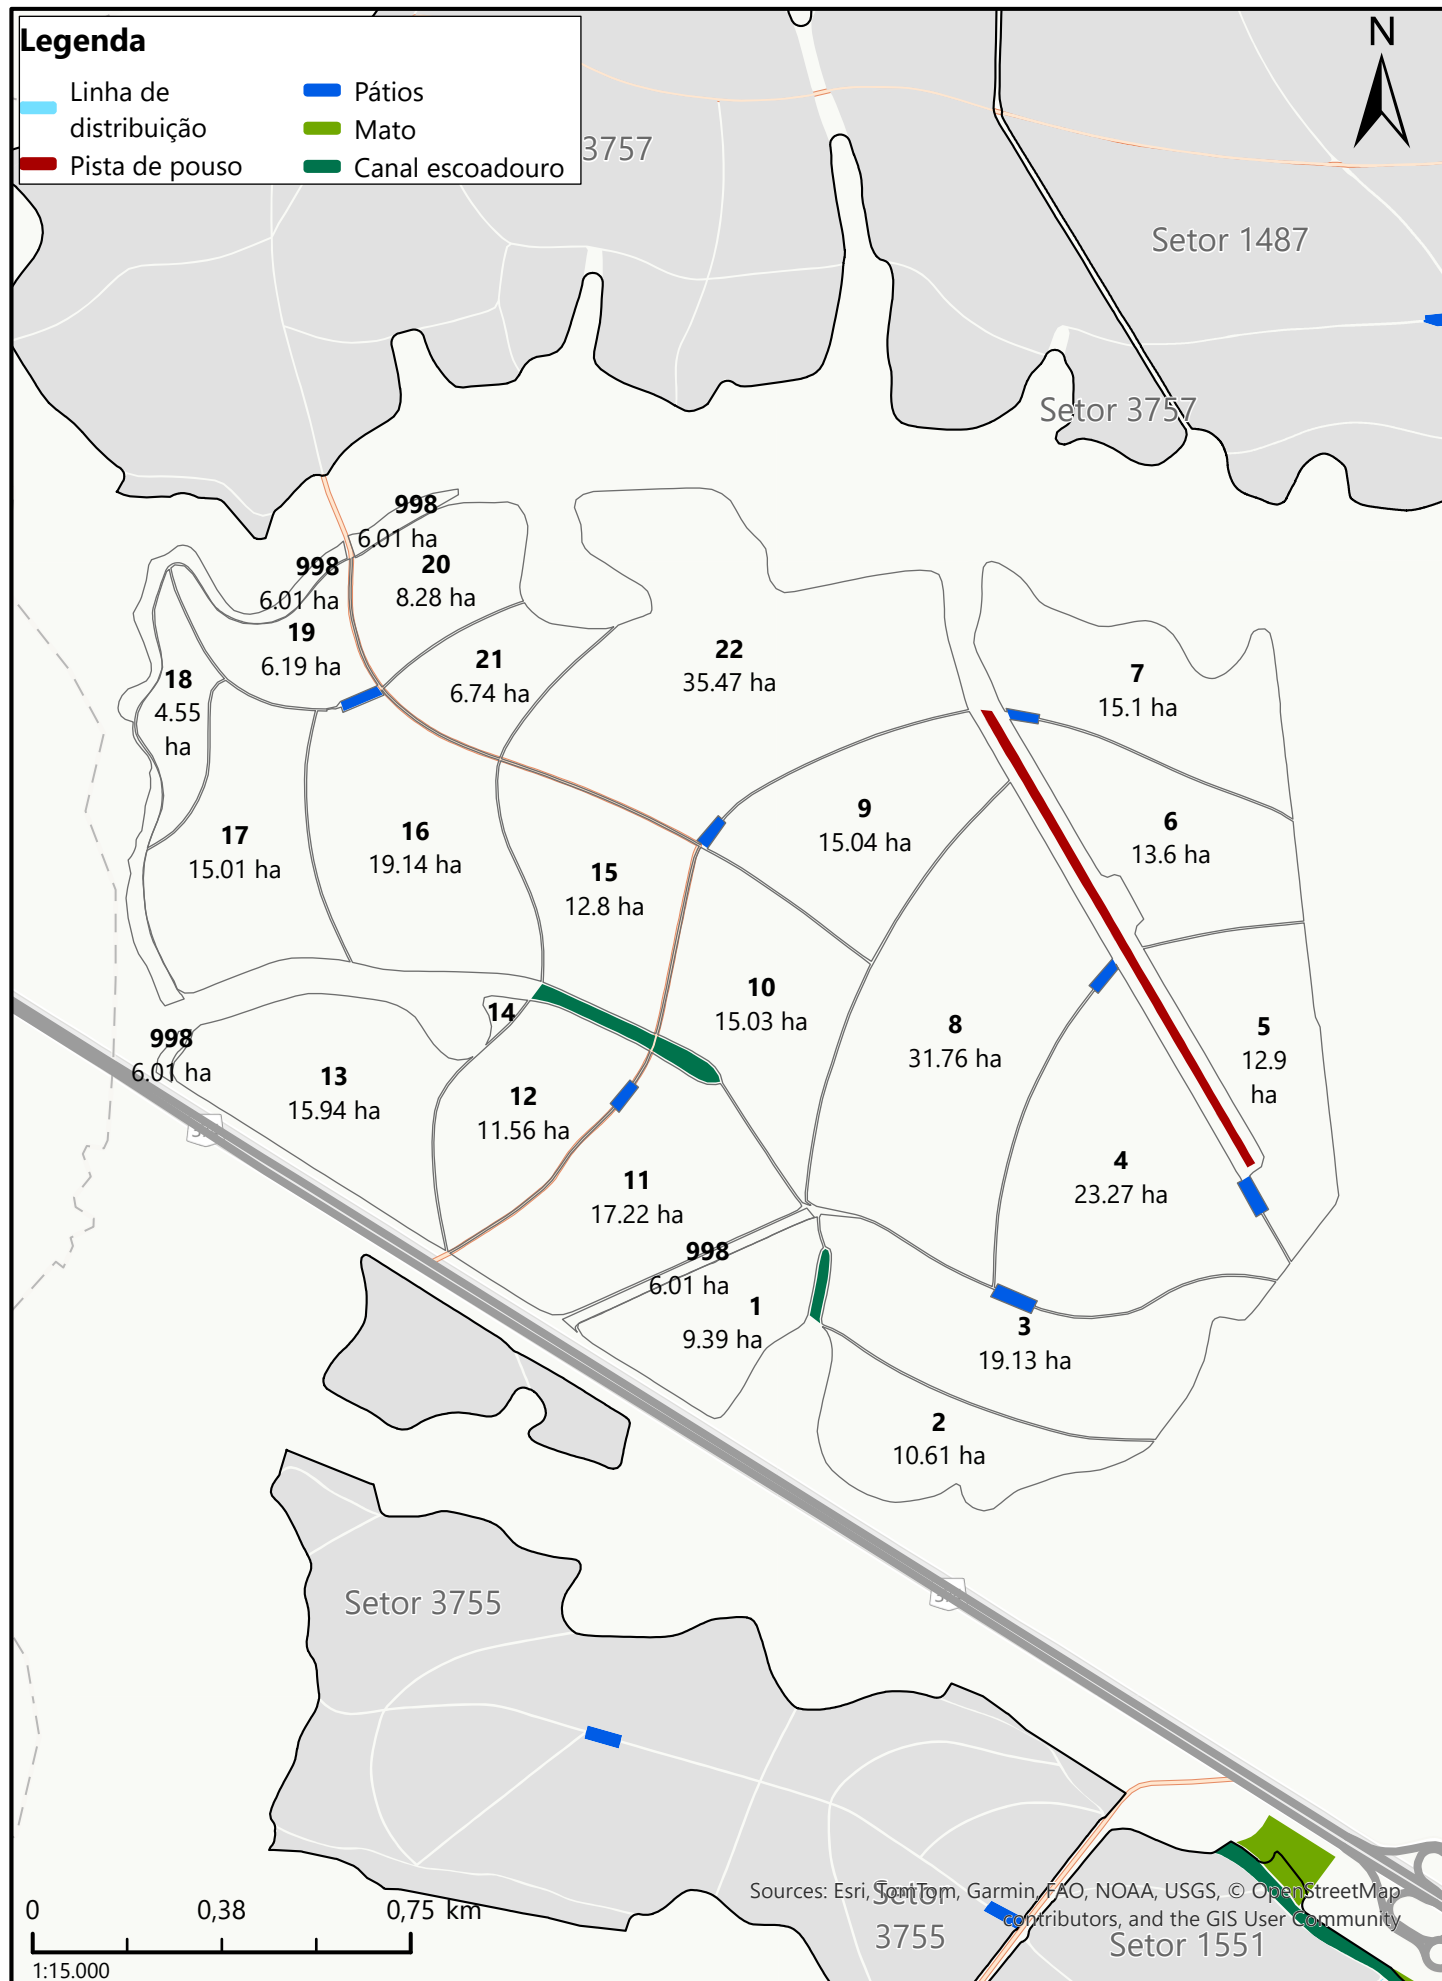 Legenda
Linha de
distribuição
Pista de pouso
Pátios
Mato
Canal escoadouro
N
3757
Setor 1487
Setor 3757
998
6.01 ha
998
6.01 ha
20
8.28 ha
19
6.19 ha
21
6.74 ha
22
35.47 ha
18
4.55
ha
7
15.1 ha
17
15.01 ha
16
19.14 ha
15
12.8 ha
9
15.04 ha
6
13.6 ha
14
10
15.03 ha
8
31.76 ha
5
12.9
ha
998
6.01 ha
13
15.94 ha
12
11.56 ha
11
17.22 ha
4
23.27 ha
998
6.01 ha
1
9.39 ha
3
19.13 ha
2
10.61 ha
Setor 3755
Setor
3755
Setor 1551
Sources: Esri, TomTom, Garmin, FAO, NOAA, USGS, © OpenStreetMap
contributors, and the GIS User Community
0 0,38 0,75 km
1:15.000